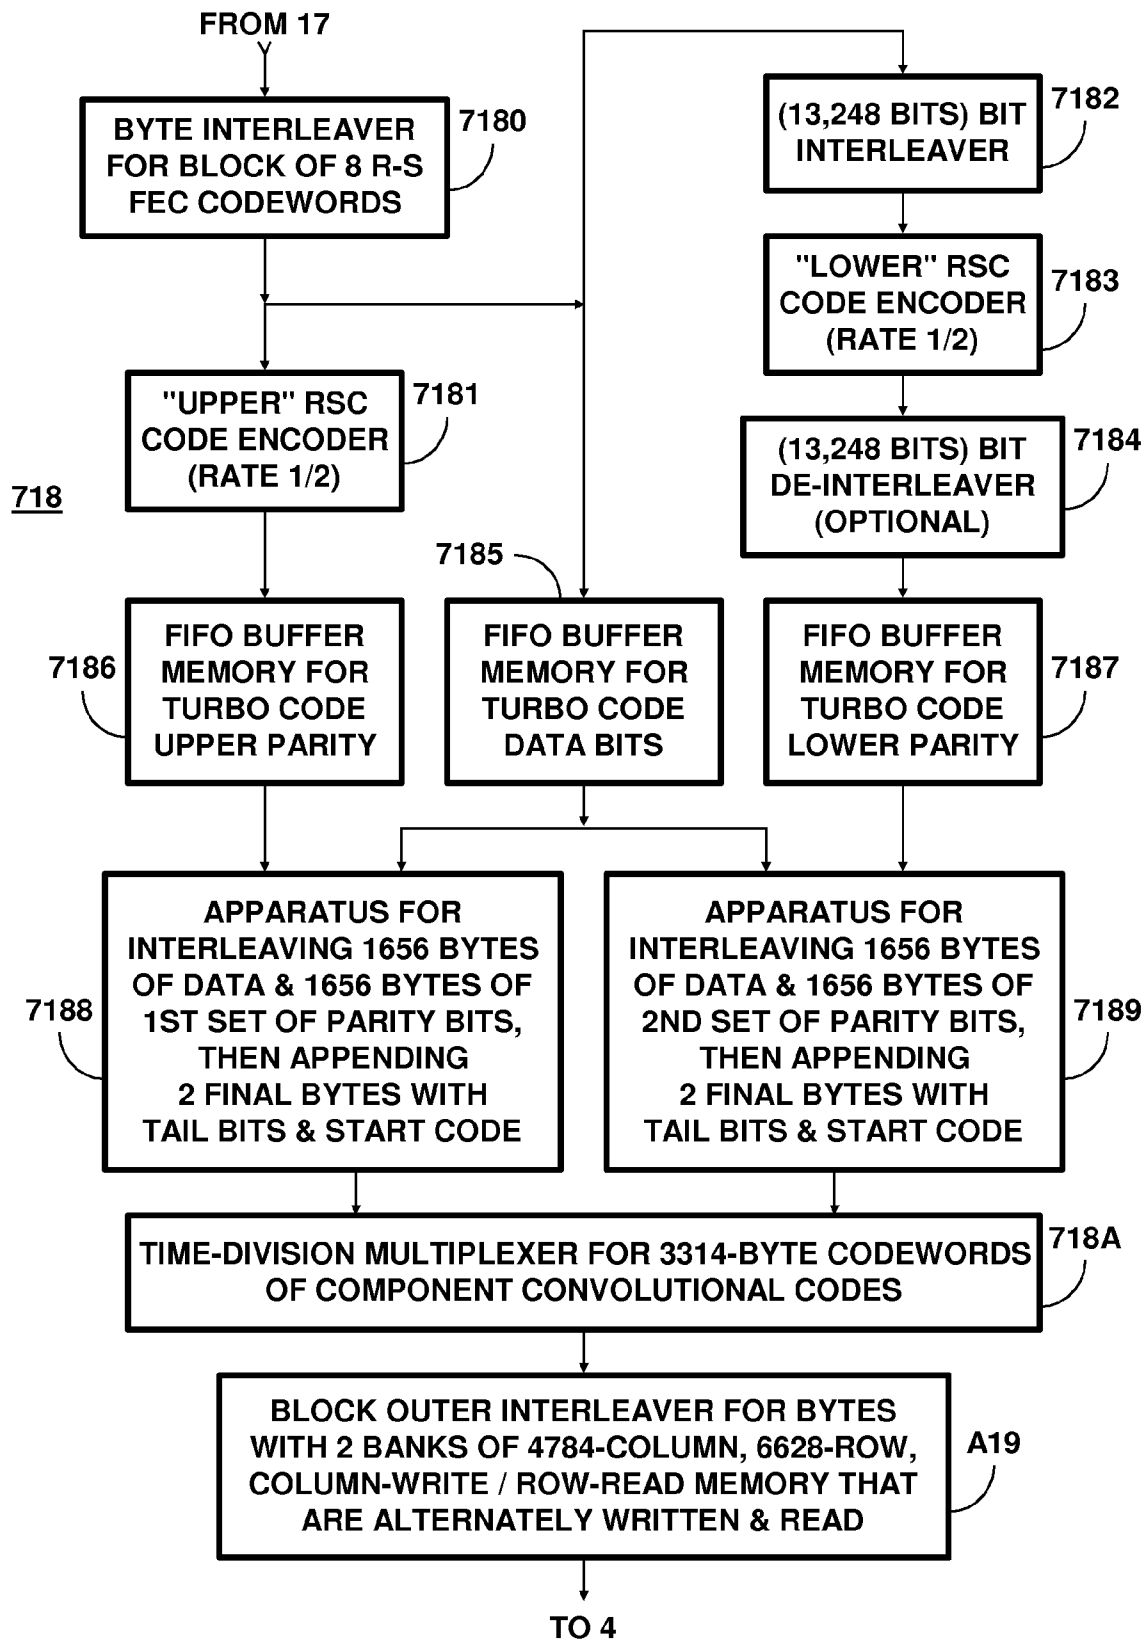 FROM 17
BYTE INTERLEAVER
FOR BLOCK OF 8 R-S
FEC CODEWORDS
7180
(13,248 BITS) BIT
INTERLEAVER
7182
"LOWER" RSC
CODE ENCODER
(RATE 1/2)
7183
"UPPER" RSC
CODE ENCODER
(RATE 1/2)
7181
(13,248 BITS) BIT
DE-INTERLEAVER
(OPTIONAL)
7184
718
7185
7186
FIFO BUFFER
MEMORY FOR
TURBO CODE
UPPER PARITY
FIFO BUFFER
MEMORY FOR
TURBO CODE
DATA BITS
FIFO BUFFER
MEMORY FOR
TURBO CODE
LOWER PARITY
7187
7188
APPARATUS FOR
INTERLEAVING 1656 BYTES
OF DATA & 1656 BYTES OF
1ST SET OF PARITY BITS,
THEN APPENDING
2 FINAL BYTES WITH
TAIL BITS & START CODE
APPARATUS FOR
INTERLEAVING 1656 BYTES
OF DATA & 1656 BYTES OF
2ND SET OF PARITY BITS,
THEN APPENDING
2 FINAL BYTES WITH
TAIL BITS & START CODE
7189
TIME-DIVISION MULTIPLEXER FOR 3314-BYTE CODEWORDS
OF COMPONENT CONVOLUTIONAL CODES
718A
BLOCK OUTER INTERLEAVER FOR BYTES
WITH 2 BANKS OF 4784-COLUMN, 6628-ROW,
COLUMN-WRITE / ROW-READ MEMORY THAT
ARE ALTERNATELY WRITTEN & READ
A19
TO 4